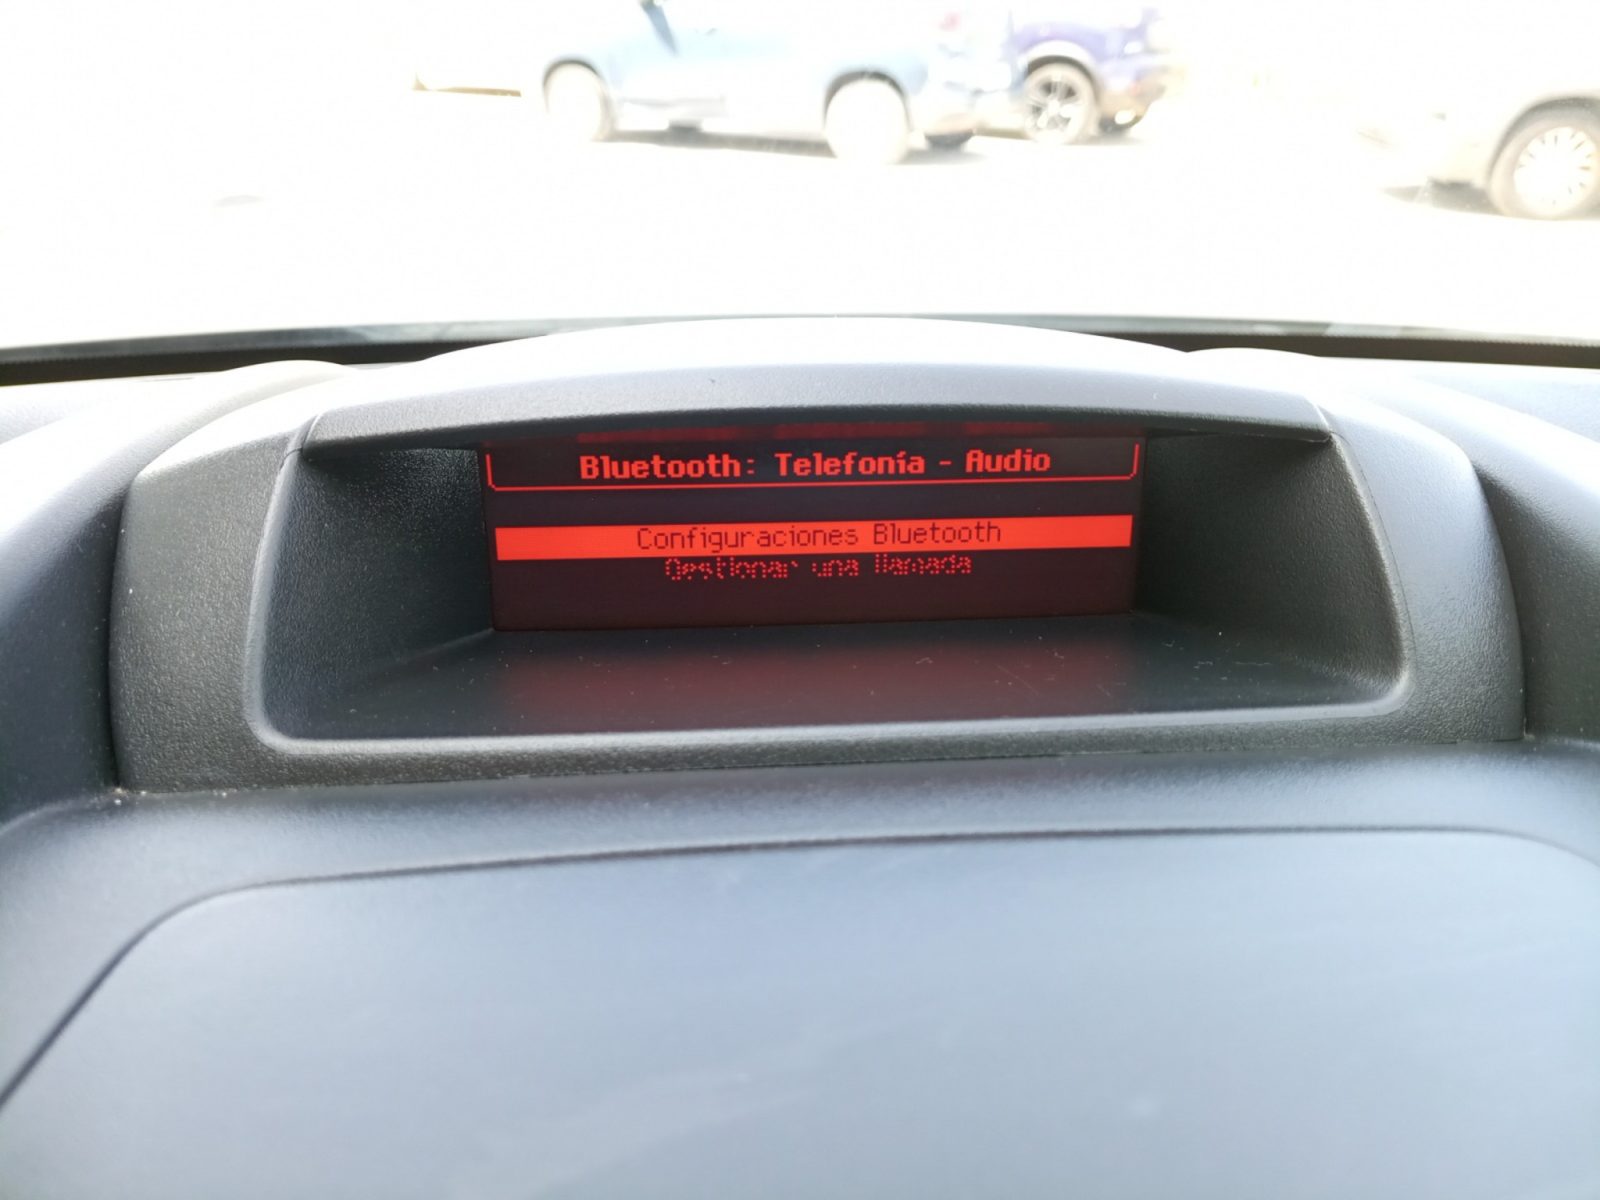 Bluetooth: Telefonía - Audio
Configuraciones Bluetooth
Gestionar una llamada